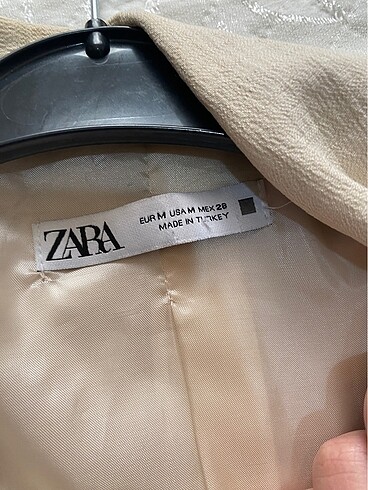 ZARA
EUR M USA M MEX 28
MADE IN TURKEY